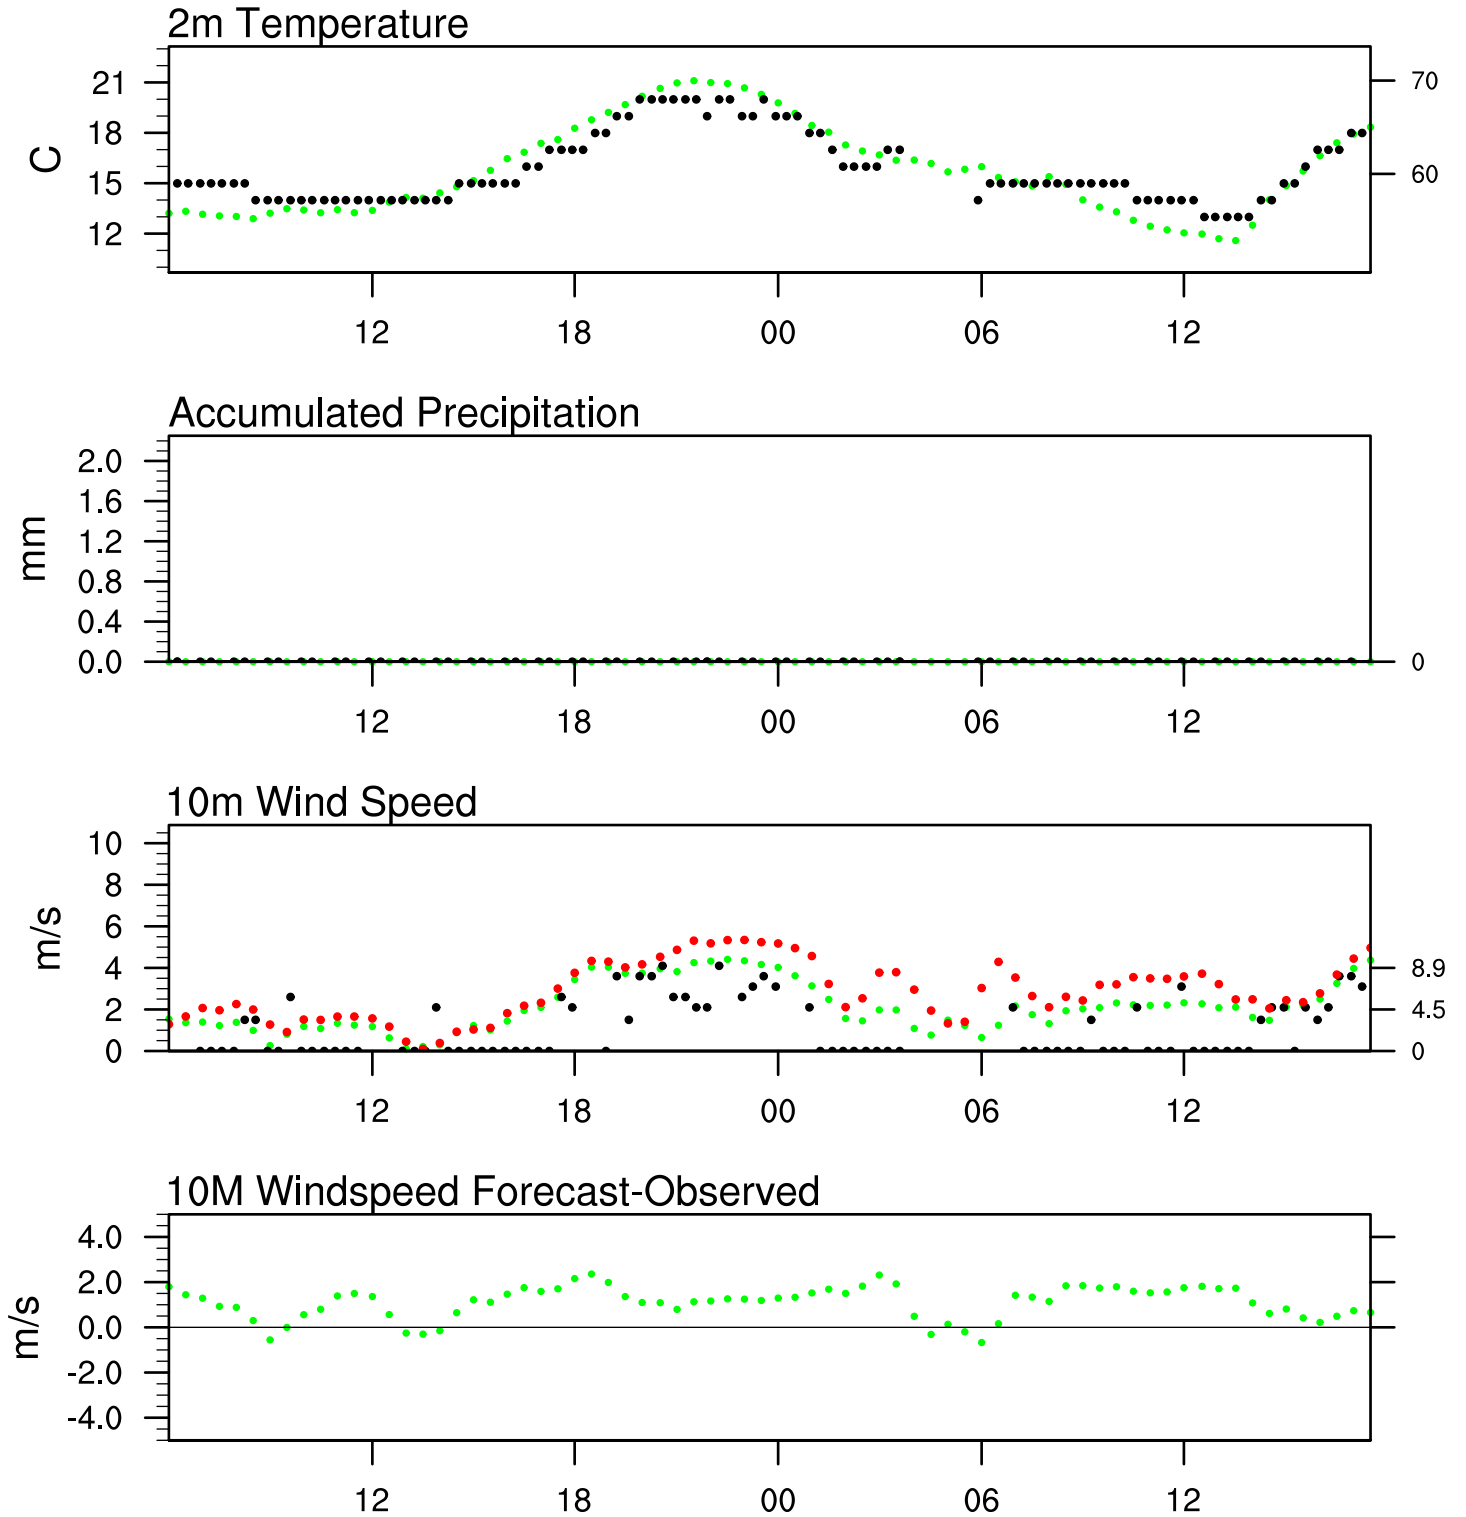 2m Temperature
21
18
15
12
C
70
60
12 18 00 06 12
Accumulated Precipitation
2.0
1.6
1.2
0.8
0.4
0.0
mm
0
12 18 00 06 12
10m Wind Speed
10
8
6
4
2
0
m/s
8.9
4.5
0
12 18 00 06 12
10M Windspeed Forecast-Observed
4.0
2.0
0.0
-2.0
-4.0
m/s
12 18 00 06 12